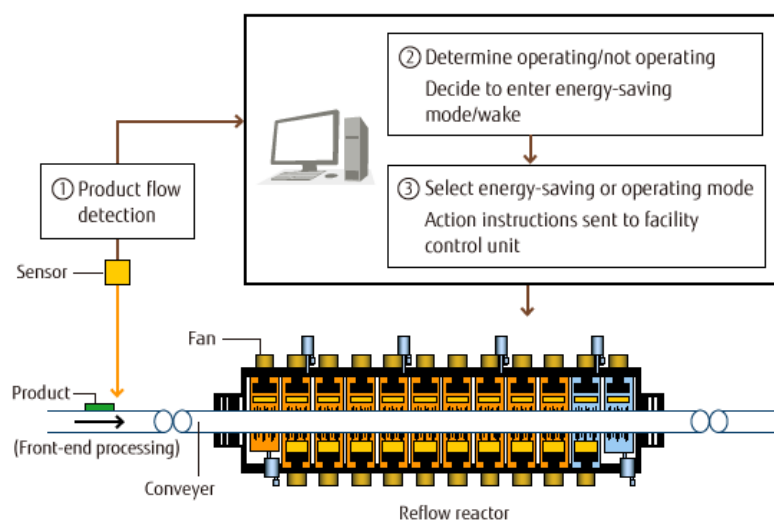 ② Determine operating/not operating
Decide to enter energy-saving
mode/wake
① Product flow
detection
③ Select energy-saving or operating mode
Action instructions sent to facility
control unit
Sensor
Fan
Product
(Front-end processing)
Conveyer
Reflow reactor